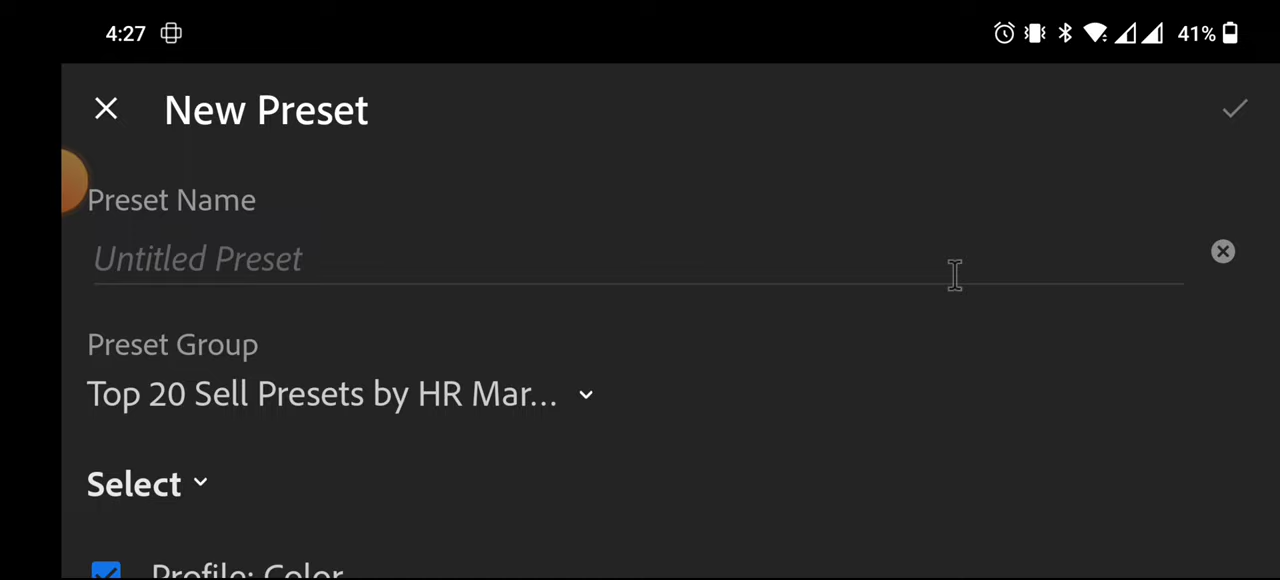 4:27
41%
New Preset
Preset Name
Untitled Preset
Preset Group
Top 20 Sell Presets by HR Mar...
Select
Profile: Color